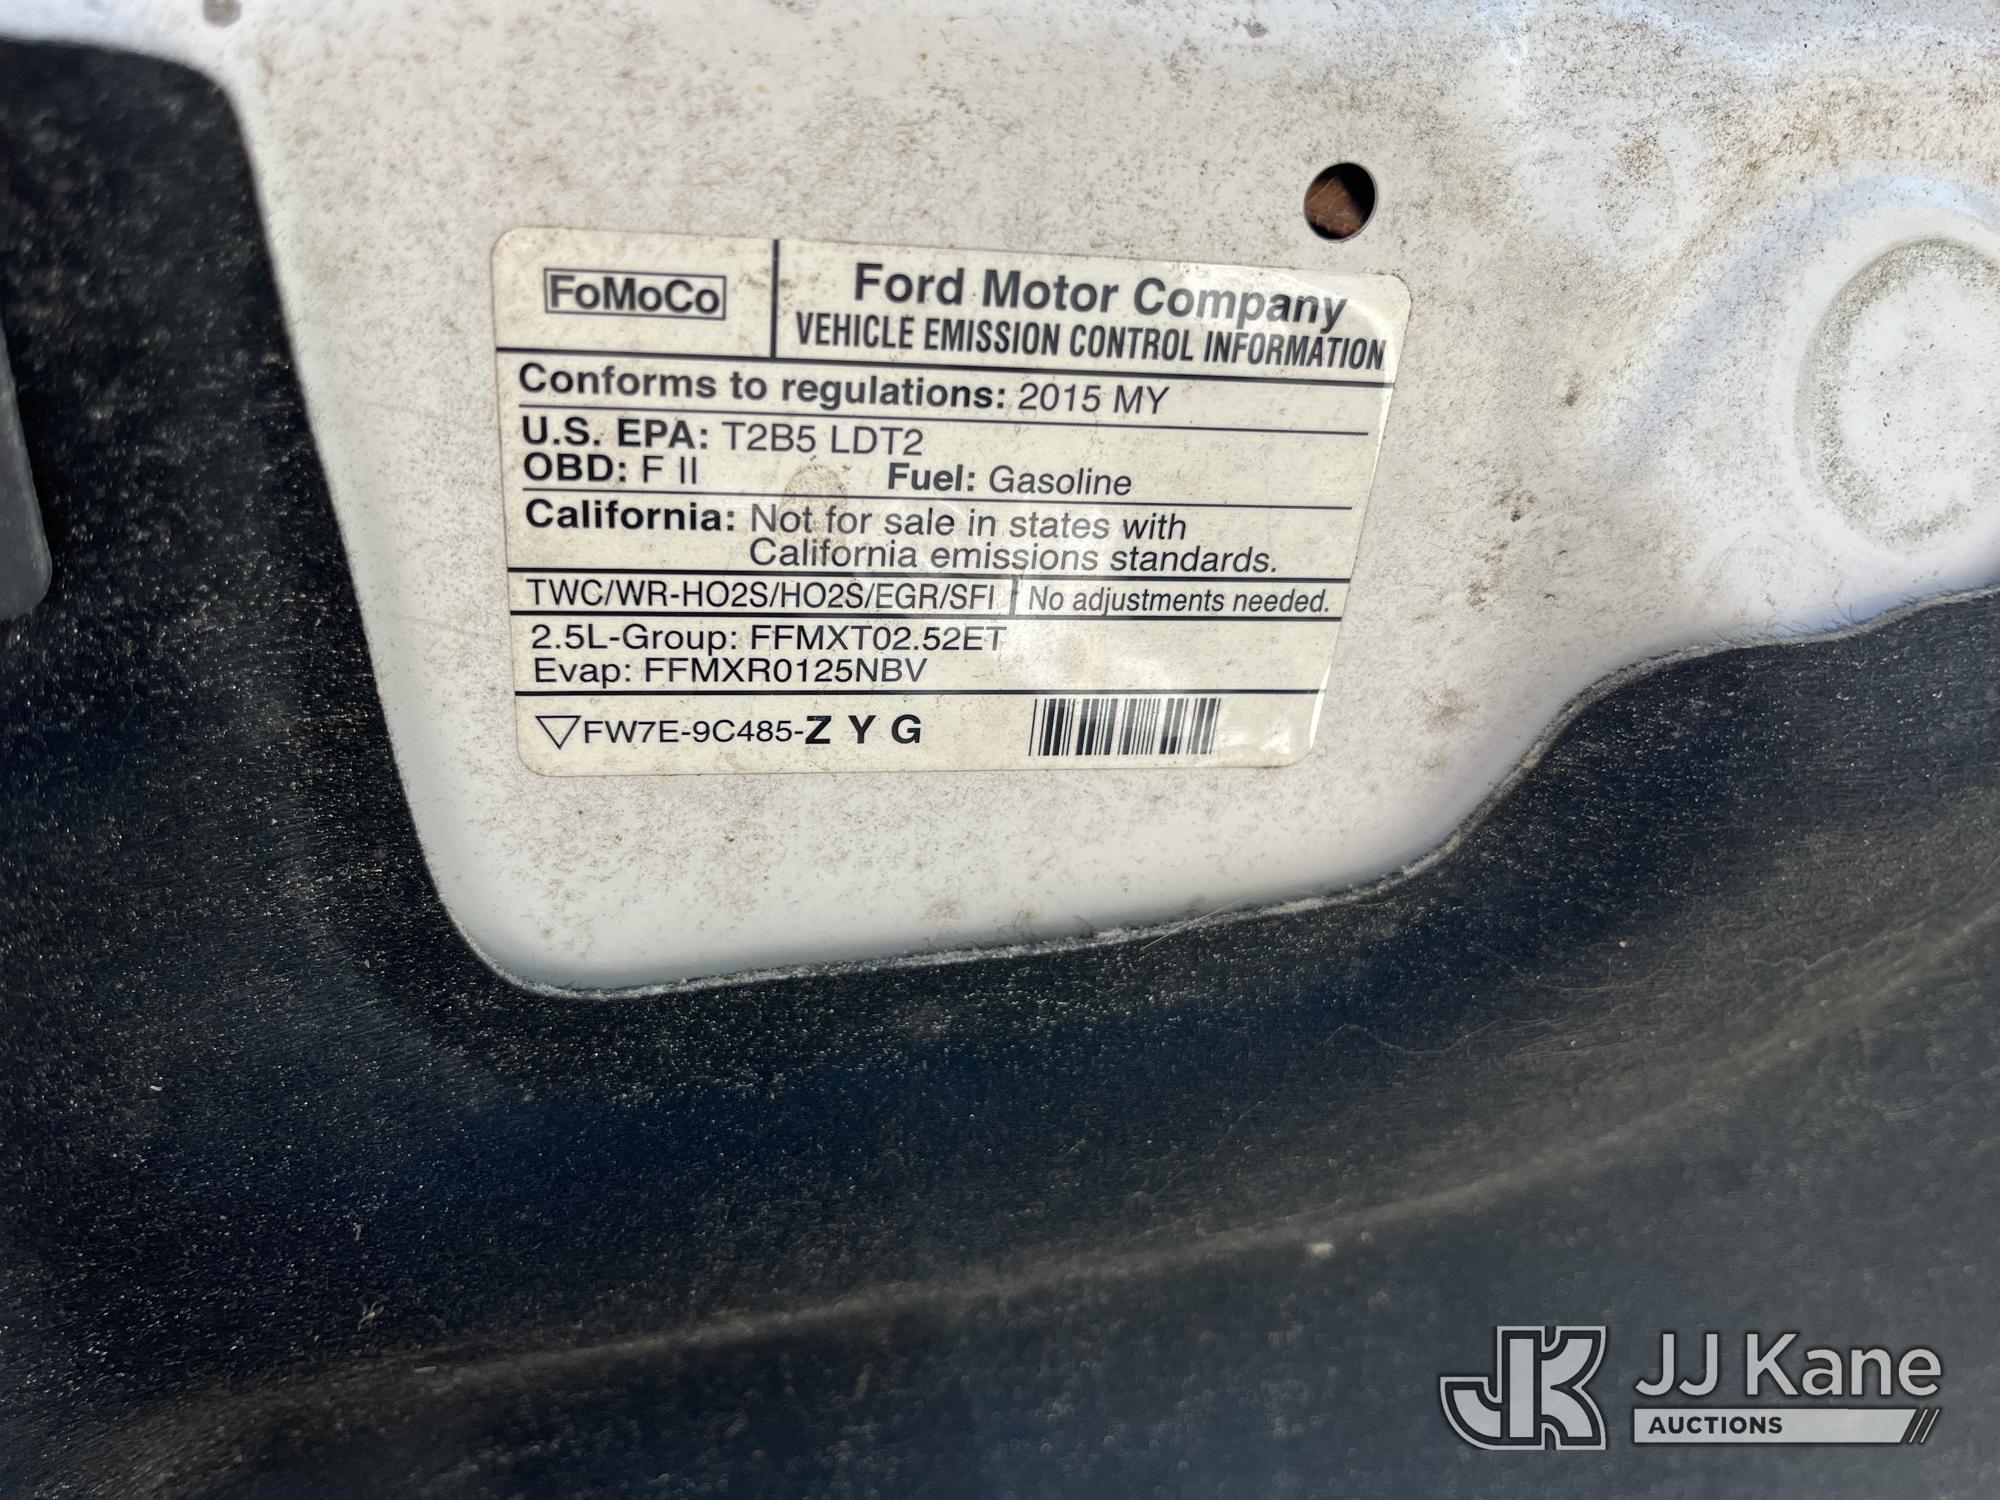 FoMoCo
Ford Motor Company
VEHICLE EMISSION CONTROL INFORMATION
Conforms to regulations: 2015 MY
U.S. EPA: T2B5 LDT2
OBD: F II Fuel: Gasoline
California: Not for sale in states with
California emissions standards.
TWC/WR-HO2S/HO2S/EGR/SFI No adjustments needed.
2.5L-Group: FFMXT02.52ET
Evap: FFMXR0125NBV
▽FW7E-9C485-Z Y G
JK JJ Kane
AUCTIONS